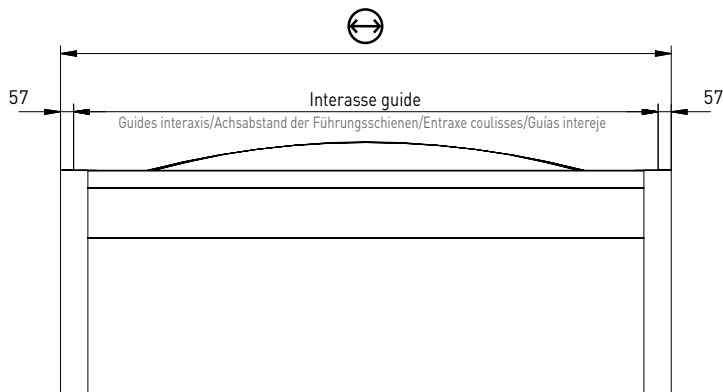 57
Interasse guide
57
Guides interaxis/Achsabstand der Führungsschienen/Entraxe coulisses/Guías intereje